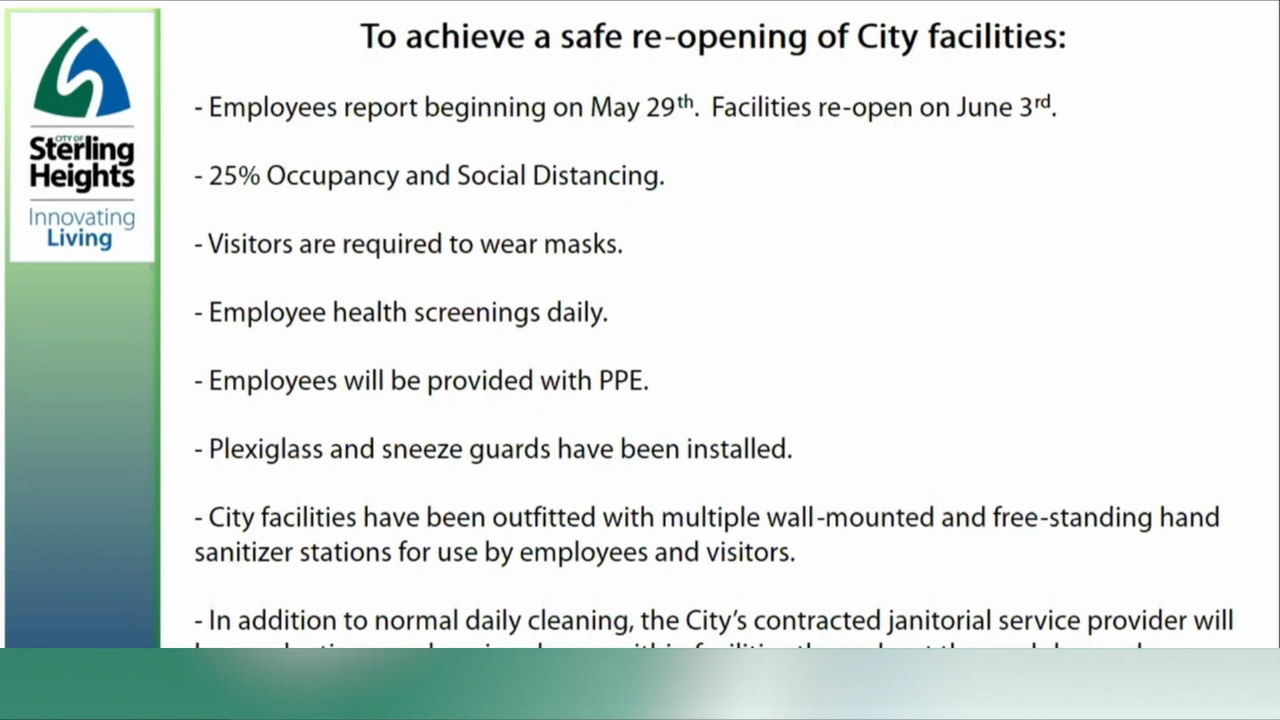 To achieve a safe re-opening of City facilities:
CITY OF
Sterling
Heights
Innovating
Living
- Employees report beginning on May 29th. Facilities re-open on June 3rd.
- 25% Occupancy and Social Distancing.
- Visitors are required to wear masks.
- Employee health screenings daily.
- Employees will be provided with PPE.
- Plexiglass and sneeze guards have been installed.
- City facilities have been outfitted with multiple wall-mounted and free-standing hand
sanitizer stations for use by employees and visitors.
- In addition to normal daily cleaning, the City's contracted janitorial service provider will